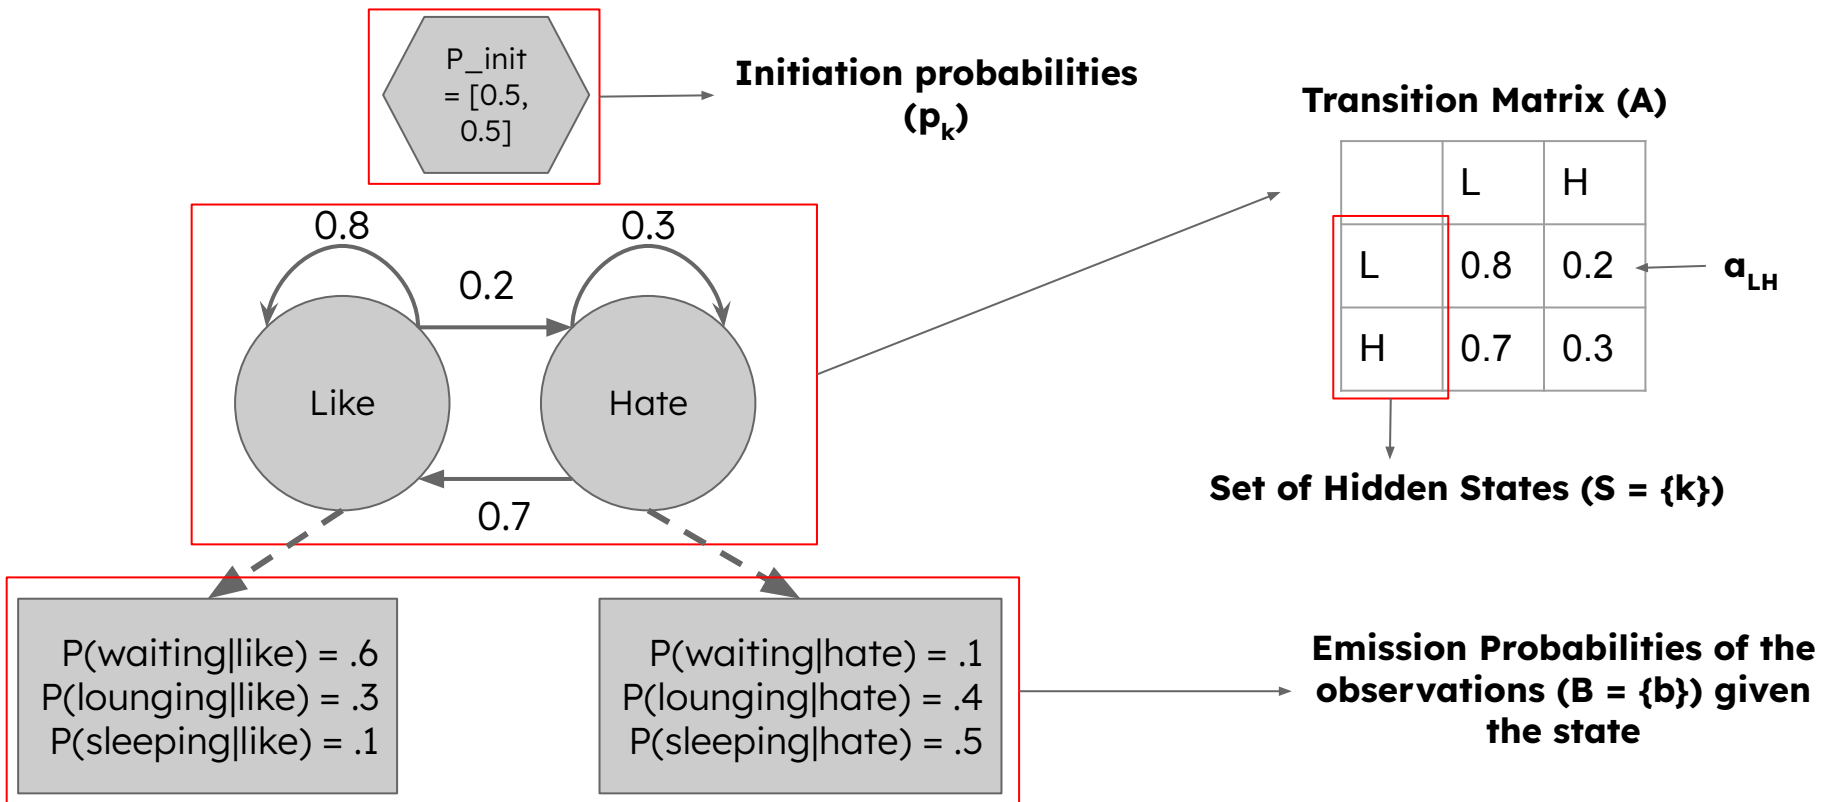 P_init
= [0.5,
0.5]
Initiation probabilities
(pk)
Transition Matrix (A)
L H
L 0.8 0.2
H 0.7 0.3
aLH
Set of Hidden States (S = {k})
0.8
0.3
0.2
Like
Hate
0.7
P(waiting|like) = .6
P(lounging|like) = .3
P(sleeping|like) = .1
P(waiting|hate) = .1
P(lounging|hate) = .4
P(sleeping|hate) = .5
Emission Probabilities of the
observations (B = {b}) given
the state